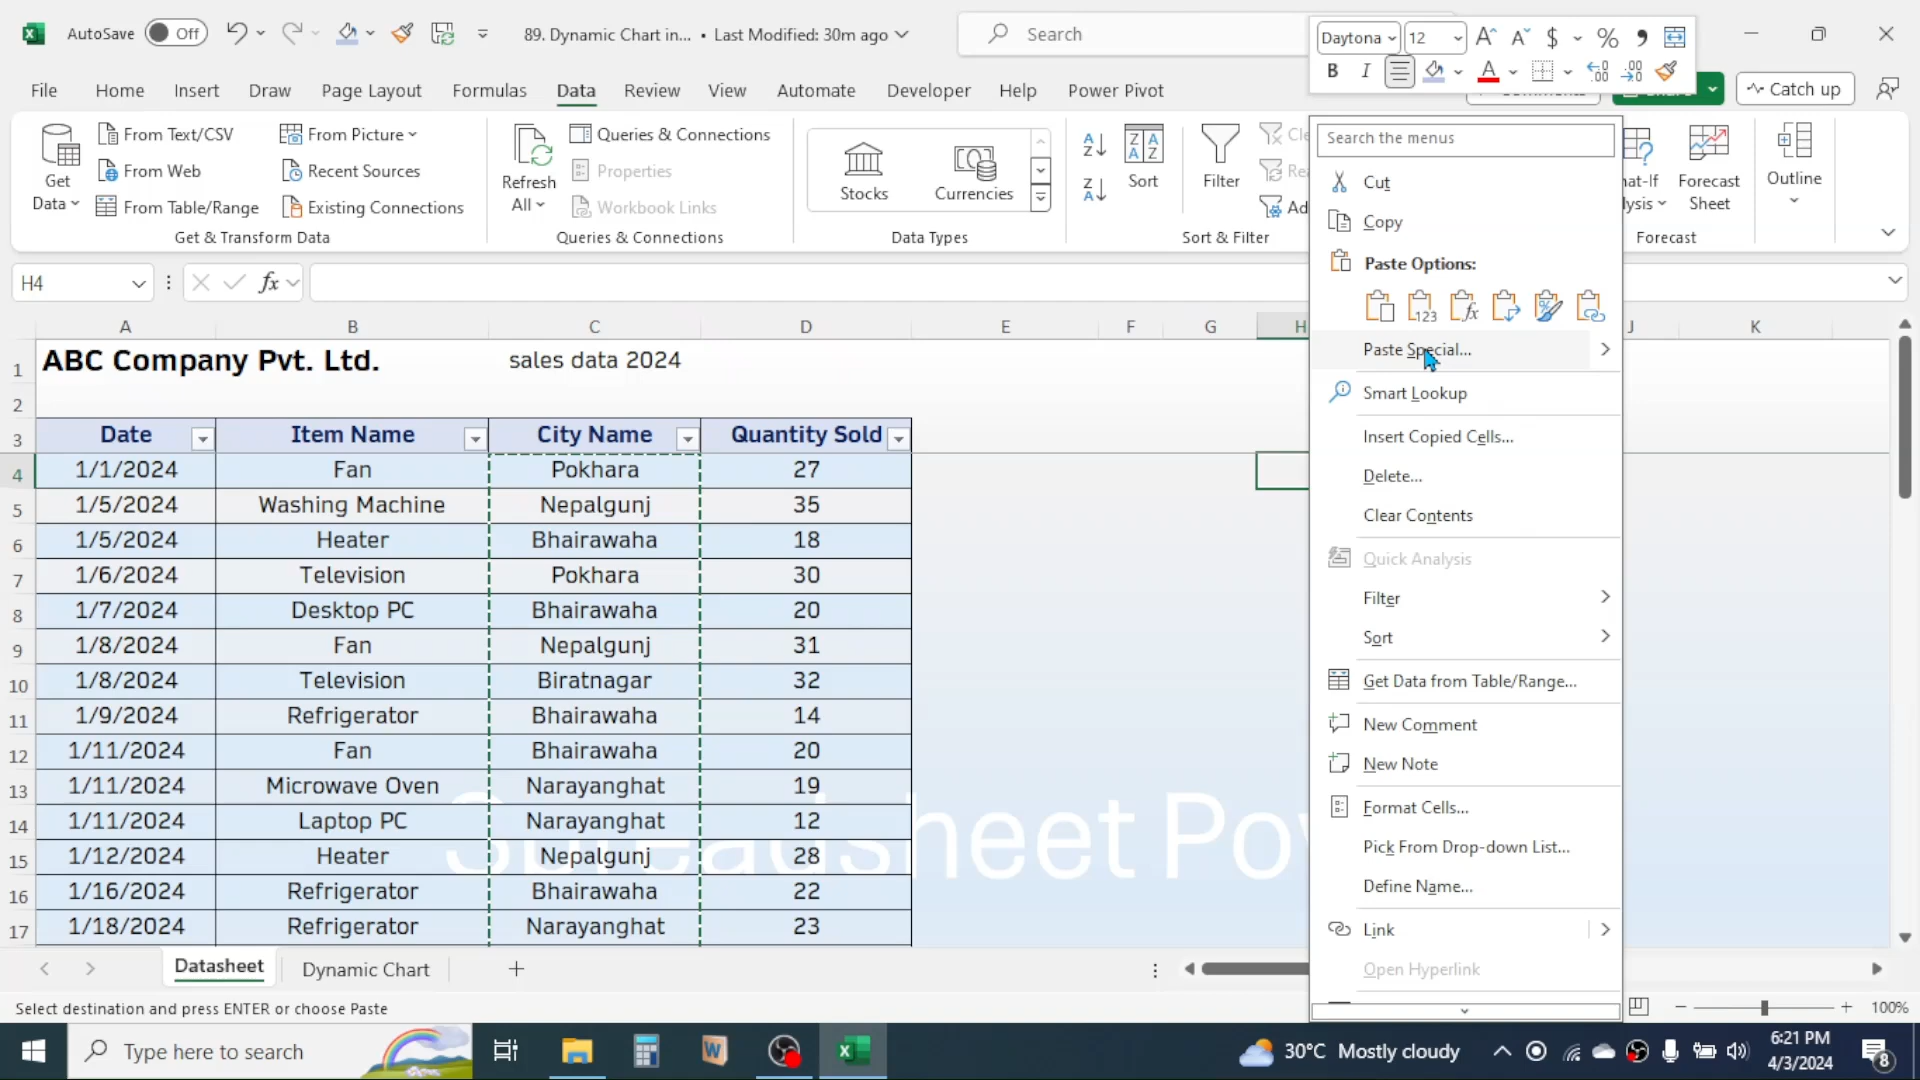 AutoSave Off 89. Dynamic Chart in... • Last Modified: 30m ago Search Daytona 12
File Home Insert Draw Page Layout Formulas Data Review View Automate Developer Help Power Pivot Catch up
Search the menus
From Text/CSV From Picture Queries & Connections
Get Data From Web Recent Sources Refresh All Properties Stocks Currencies Sort Filter Forecast Sheet Outline
From Table/Range Existing Connections Workbook Links
Get & Transform Data Queries & Connections Data Types Sort & Filter Forecast
H4 fx
A B C D E F G H J K
1 ABC Company Pvt. Ltd. sales data 2024
2
3 Date Item Name City Name Quantity Sold
4 1/1/2024 Fan Pokhara 27
5 1/5/2024 Washing Machine Nepalgunj 35
6 1/5/2024 Heater Bhairawaha 18
7 1/6/2024 Television Pokhara 30
8 1/7/2024 Desktop PC Bhairawaha 20
9 1/8/2024 Fan Nepalgunj 31
10 1/8/2024 Television Biratnagar 32
11 1/9/2024 Refrigerator Bhairawaha 14
12 1/11/2024 Fan Bhairawaha 20
13 1/11/2024 Microwave Oven Narayanghat 19
14 1/11/2024 Laptop PC Narayanghat 12
15 1/12/2024 Heater Nepalgunj 28
16 1/16/2024 Refrigerator Bhairawaha 22
17 1/18/2024 Refrigerator Narayanghat 23
Cut
Copy
Paste Options:
Paste Special...
Smart Lookup
Insert Copied Cells...
Delete...
Clear Contents
Quick Analysis
Filter
Sort
Get Data from Table/Range...
New Comment
New Note
Format Cells...
Pick From Drop-down List...
Define Name...
Link
Open Hyperlink
Datasheet Dynamic Chart
Select destination and press ENTER or choose Paste 100%
Type here to search 30°C Mostly cloudy 6:21 PM
4/3/2024 8